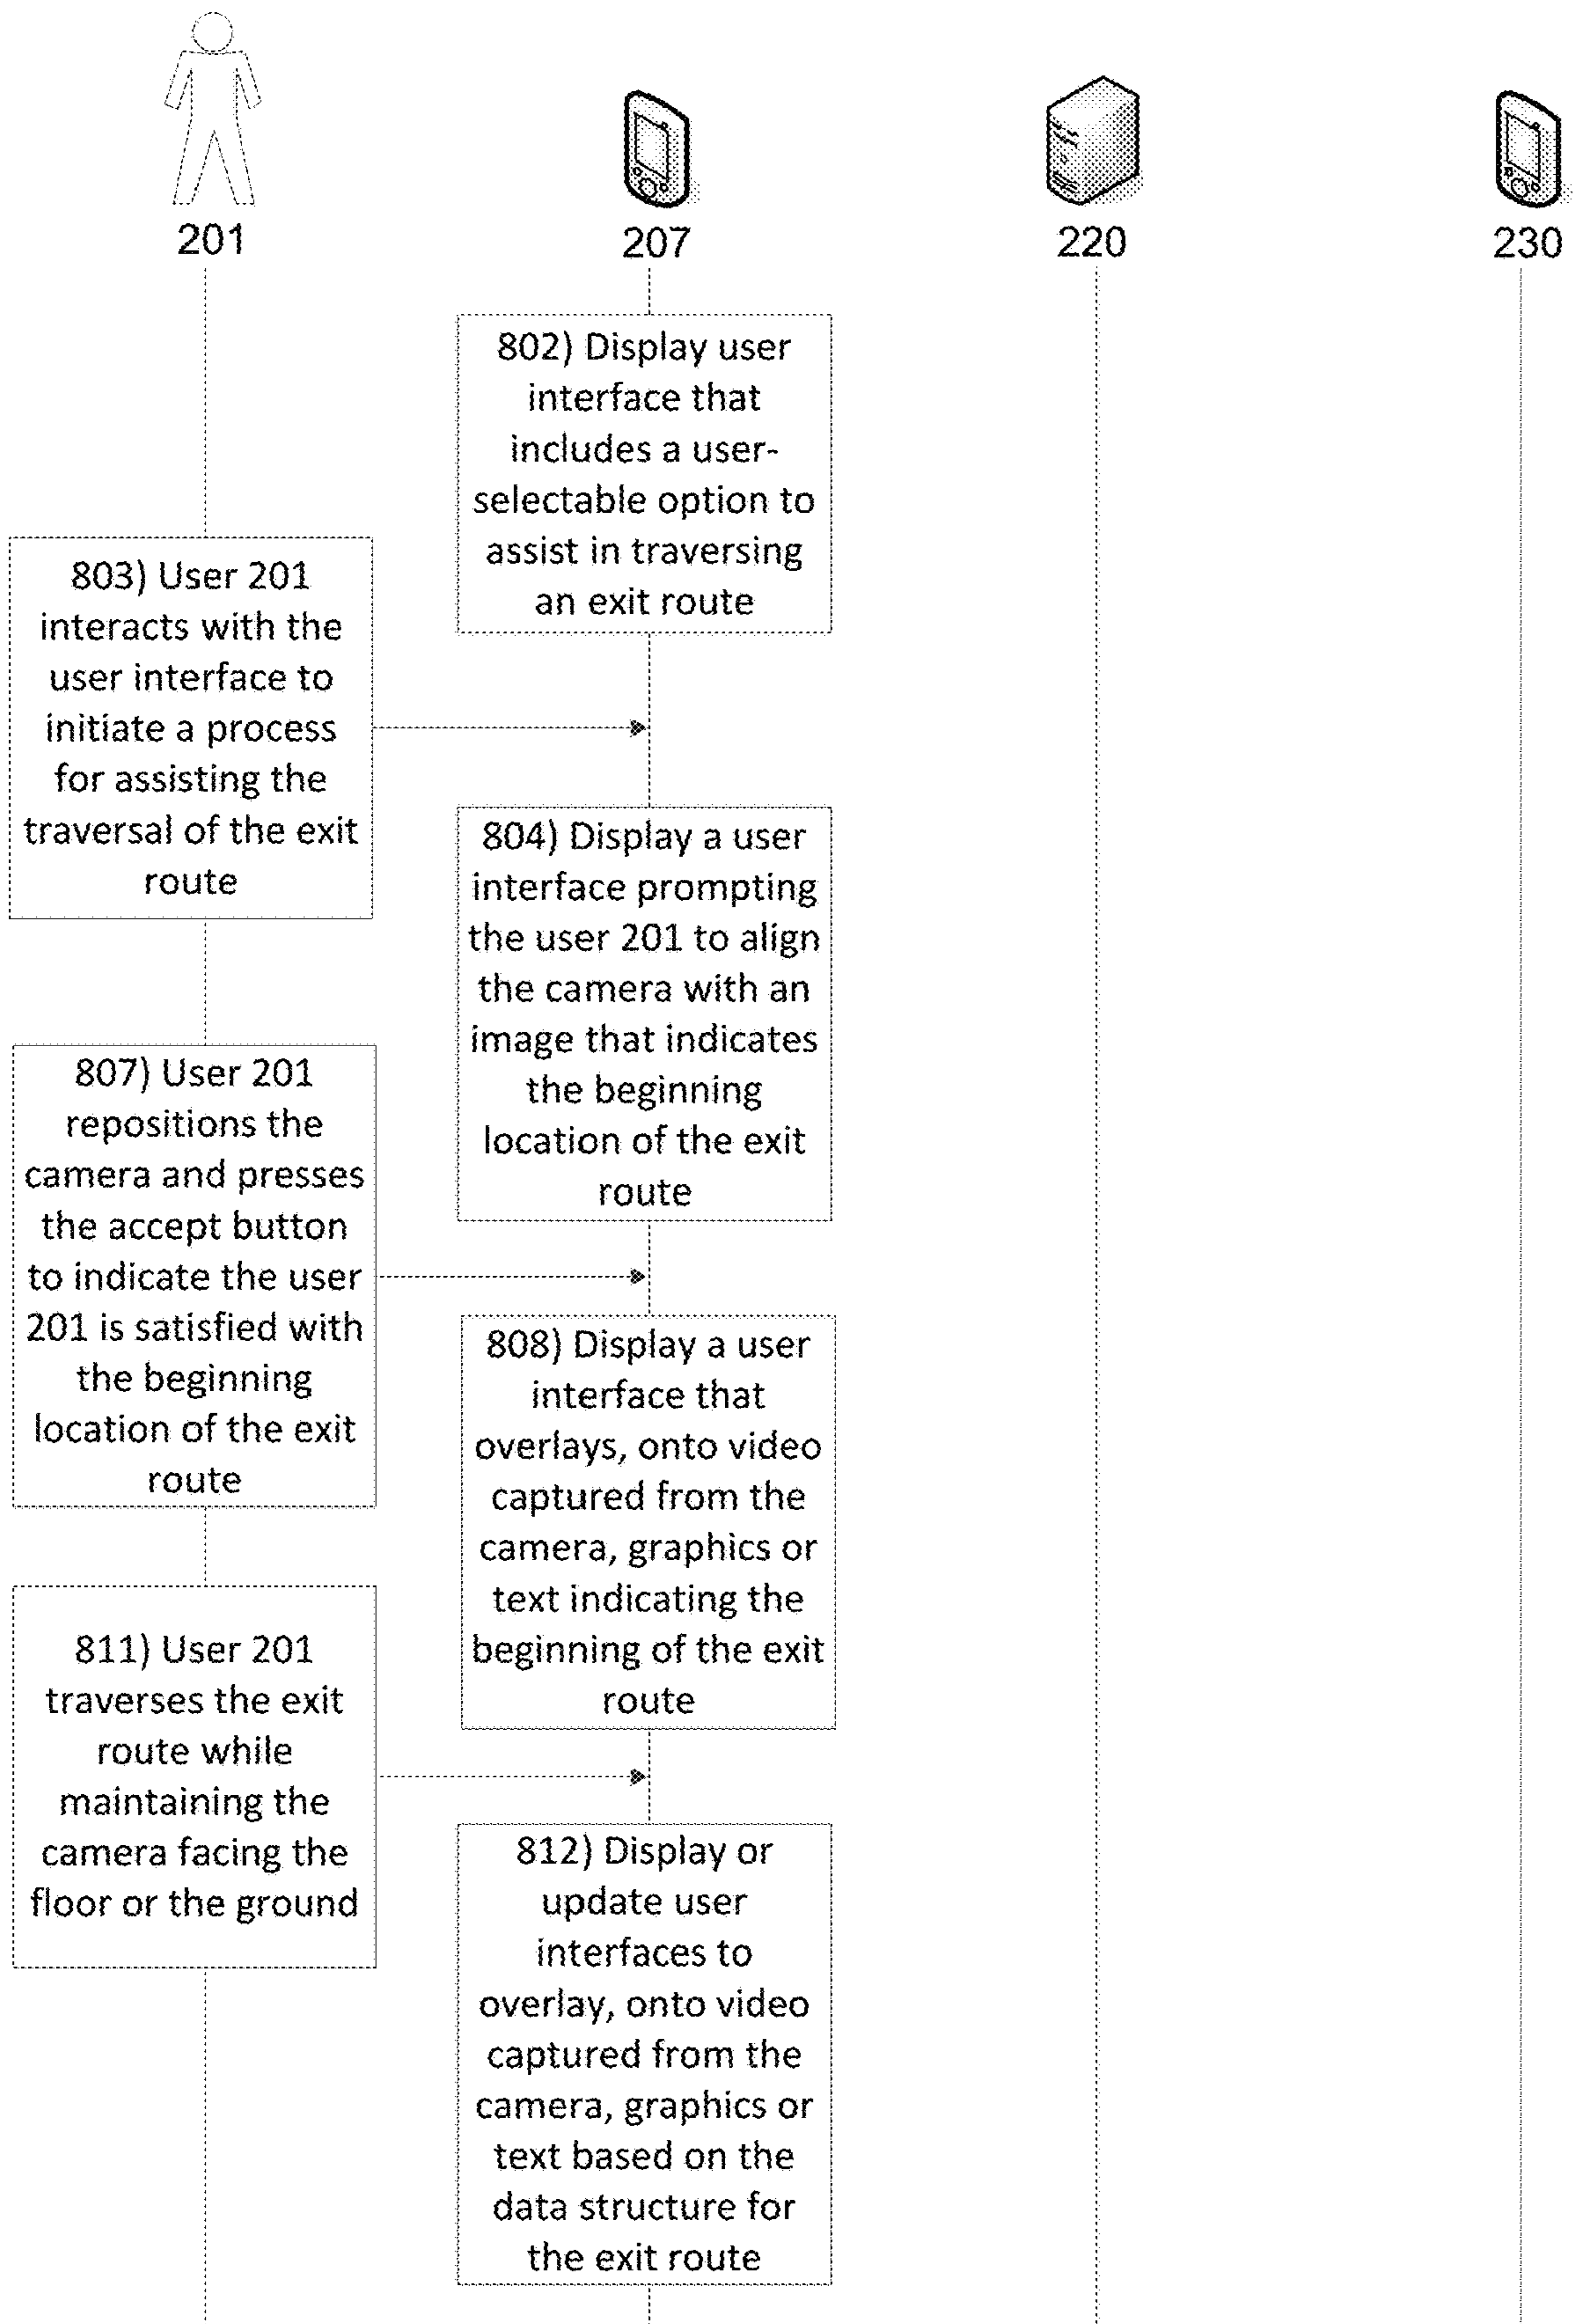 201
207
220
230
802) Display user
interface that
includes a user-
selectable option to
assist in traversing
an exit route
803) User 201
interacts with the
user interface to
initiate a process
for assisting the
traversal of the exit
route
804) Display a user
interface prompting
the user 201 to align
the camera with an
image that indicates
the beginning
location of the exit
route
807) User 201
repositions the
camera and presses
the accept button
to indicate the user
201 is satisfied with
the beginning
location of the exit
route
808) Display a user
interface that
overlays, onto video
captured from the
camera, graphics or
text indicating the
beginning of the exit
route
811) User 201
traverses the exit
route while
maintaining the
camera facing the
floor or the ground
812) Display or
update user
interfaces to
overlay, onto video
captured from the
camera, graphics or
text based on the
data structure for
the exit route